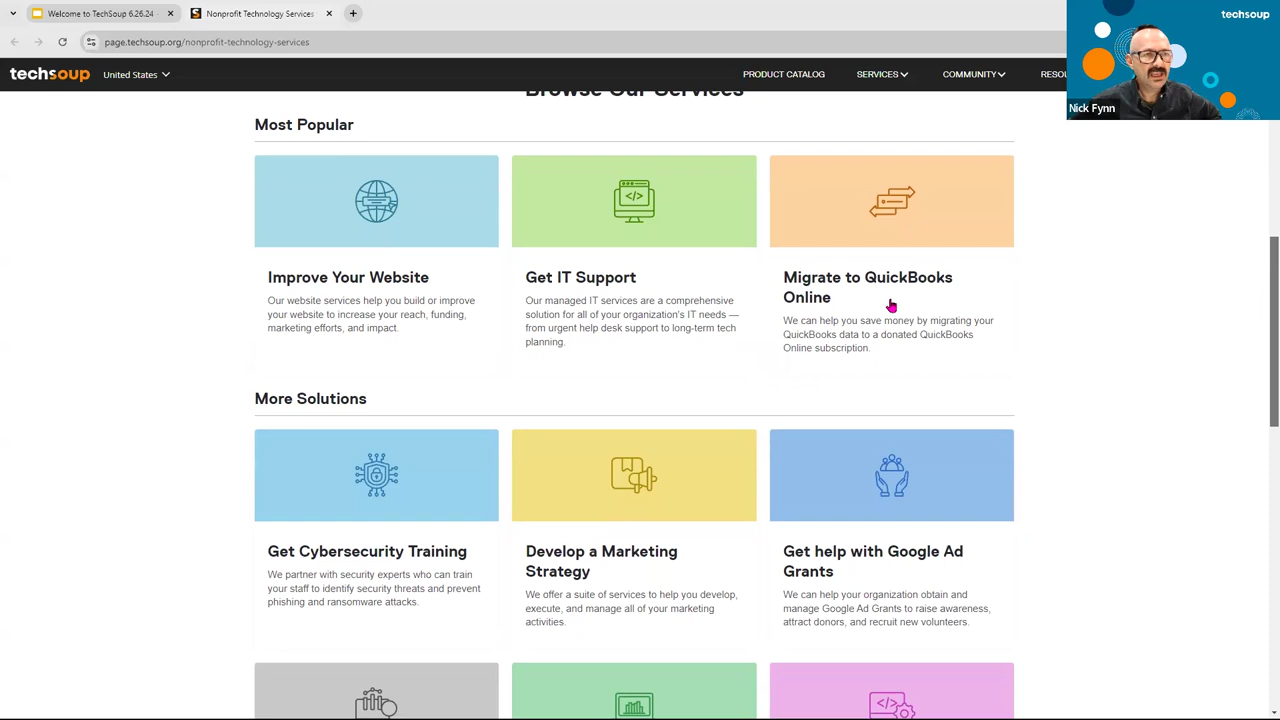 Welcome to TechSoup 6.26.24
Nonprofit Technology Services
page.techsoup.org/nonprofit-technology-services
techsoup
Nick Fynn
techsoup
United States
PRODUCT CATALOG
SERVICES
COMMUNITY
RESOU
Browse Our Services
Most Popular
Improve Your Website
Our website services help you build or improve
your website to increase your reach, funding,
marketing efforts, and impact.
Get IT Support
Our managed IT services are a comprehensive
solution for all of your organization's IT needs —
from urgent help desk support to long-term tech
planning.
Migrate to QuickBooks
Online
We can help you save money by migrating your
QuickBooks data to a donated QuickBooks
Online subscription.
More Solutions
Get Cybersecurity Training
We partner with security experts who can train
your staff to identify security threats and prevent
phishing and ransomware attacks.
Develop a Marketing
Strategy
We offer a suite of services to help you develop,
execute, and manage all of your marketing
activities.
Get help with Google Ad
Grants
We can help your organization obtain and
manage Google Ad Grants to raise awareness,
attract donors, and recruit new volunteers.